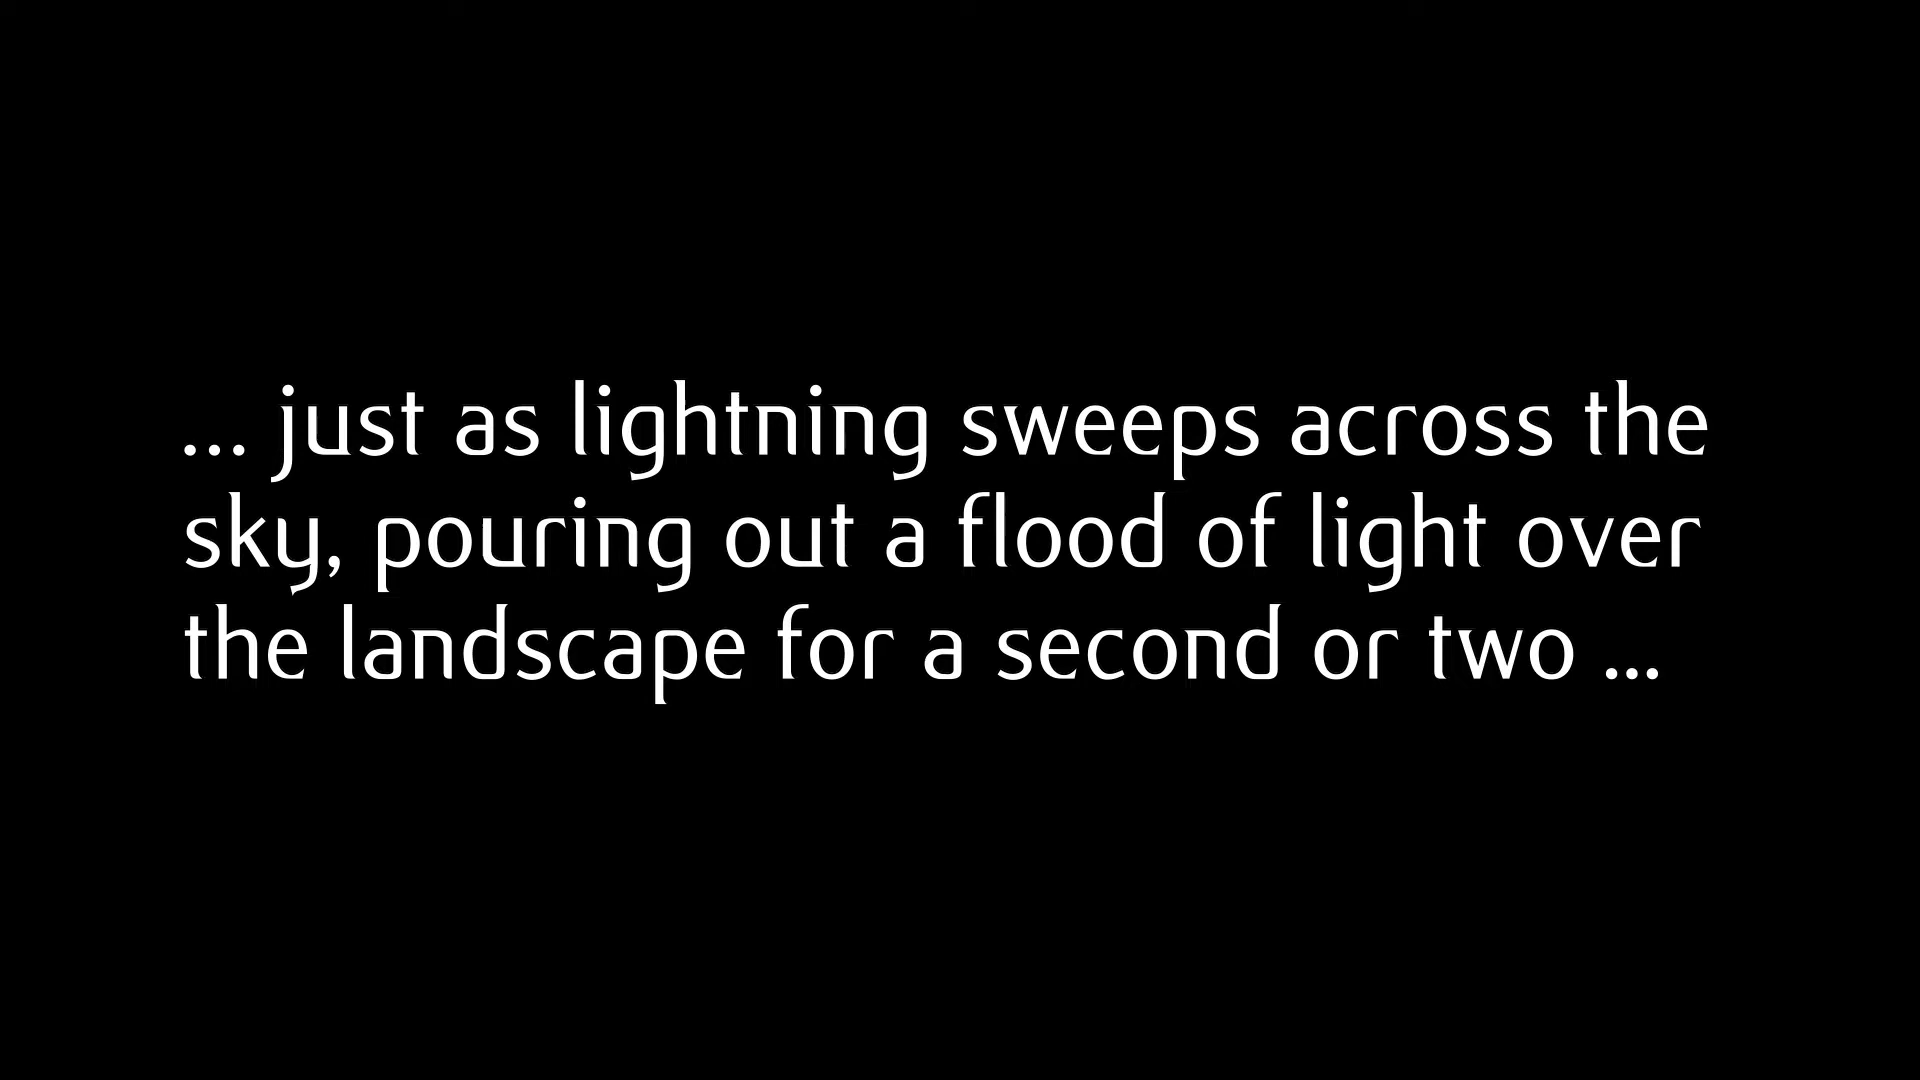 ... just as lightning sweeps across the
sky, pouring out a flood of light over
the landscape for a second or two ...